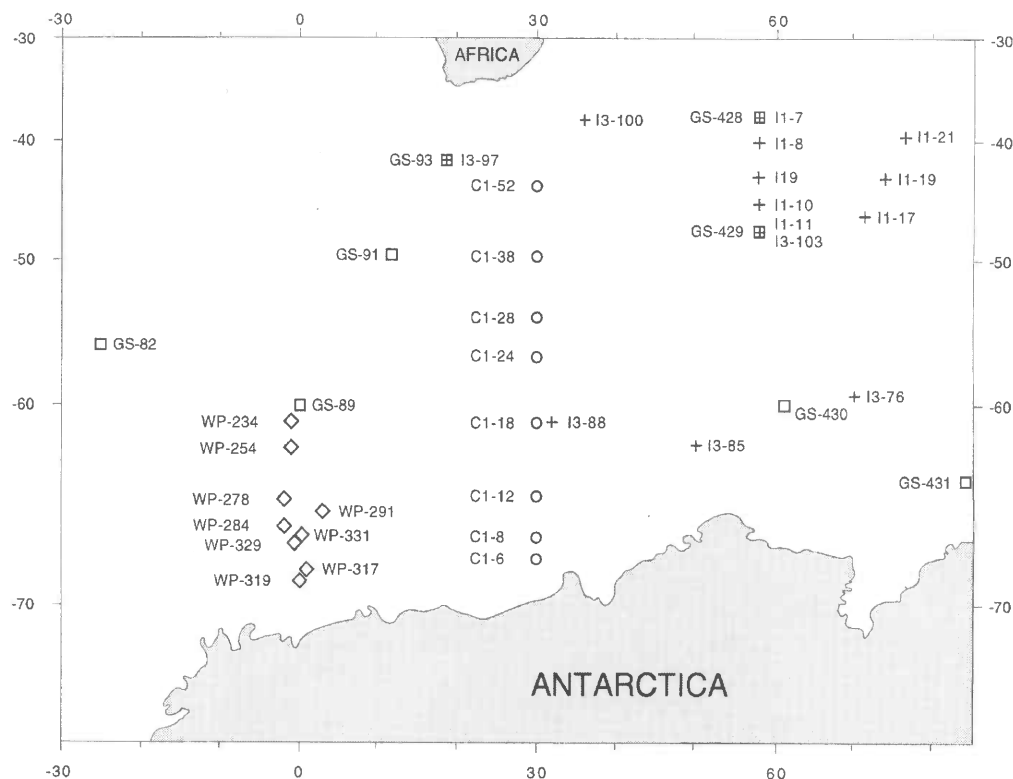 -30 0 30 60
-30 -30
AFRICA
I3-100
GS-428 I1-7
I1-8
I1-21
-40 -40
GS-93 I3-97
I19
I1-19
C1-52
I1-10
I1-17
I1-11
GS-429
I3-103
GS-91
C1-38
-50 -50
C1-28
GS-82
C1-24
I3-76
-60 -60
GS-89
GS-430
WP-234
C1-18 I3-88
WP-254
I3-85
GS-431
WP-278
C1-12
WP-291
WP-284
WP-331
C1-8
WP-329
C1-6
WP-317
WP-319
-70 -70
ANTARCTICA
-30 0 30 60